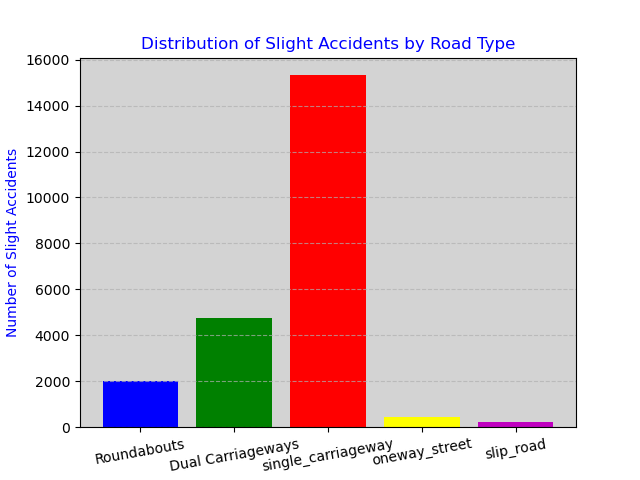 Distribution of Slight Accidents by Road Type
Number of Slight Accidents
16000
14000
12000
10000
8000
6000
4000
2000
0
Roundabouts
Dual Carriageways
single_carriageway
oneway_street
slip_road